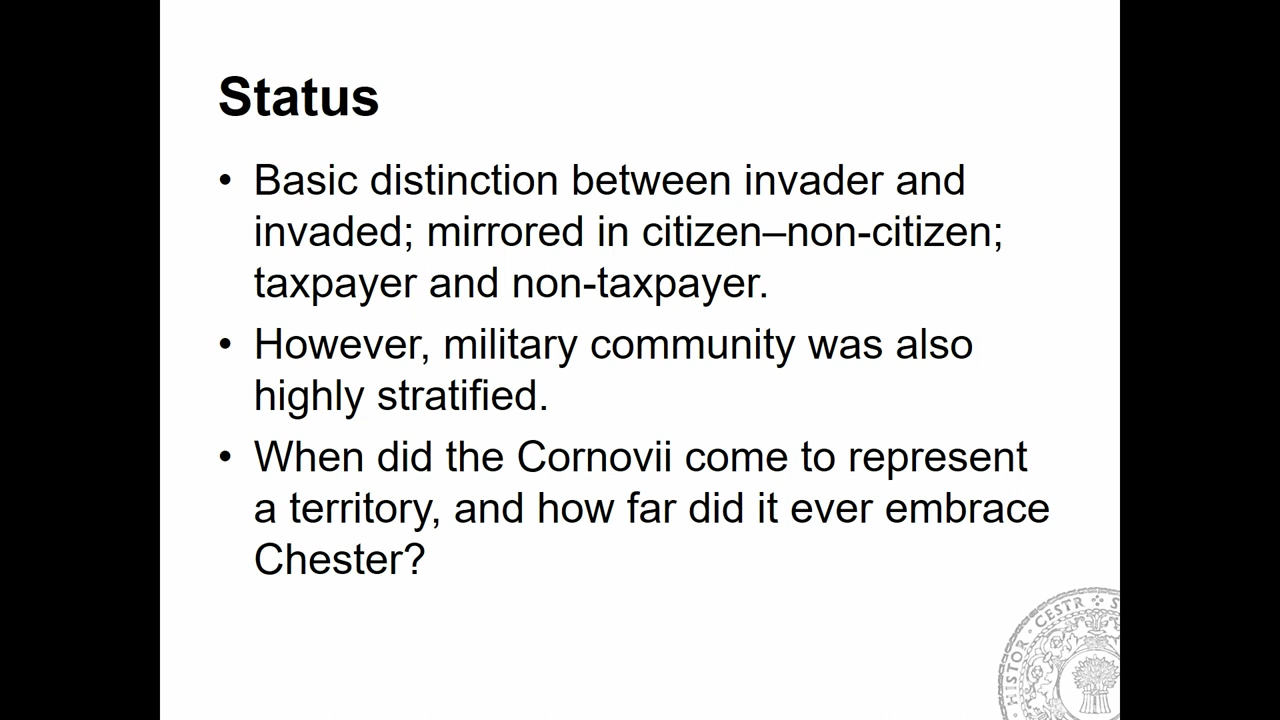 Status
• Basic distinction between invader and
invaded; mirrored in citizen–non-citizen;
taxpayer and non-taxpayer.
• However, military community was also
highly stratified.
• When did the Cornovii come to represent
a territory, and how far did it ever embrace
Chester?
HISTOR · CESTR